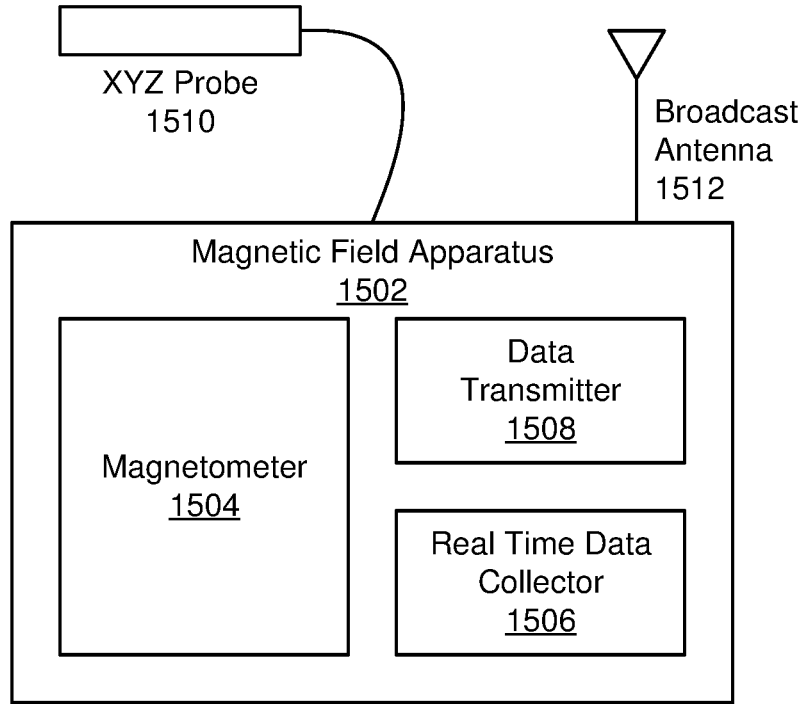 XYZ Probe
1510
Broadcast
Antenna
1512
Magnetic Field Apparatus
1502
Magnetometer
1504
Data
Transmitter
1508
Real Time Data
Collector
1506